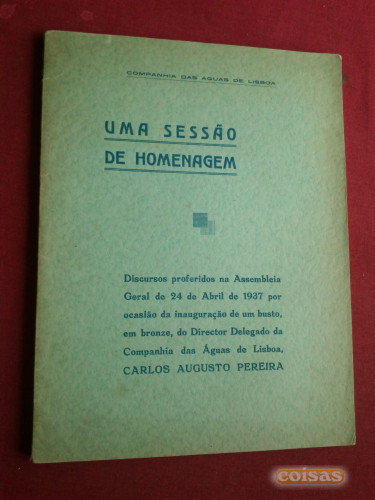 COMPANHIA DAS AGUAS DE LISBOA
UMA SESSÃO
DE HOMENAGEM
Discursos proferidos na Assembleia
Geral de 24 de Abril de 1937 por
ocasião da inauguração de um busto,
em bronze, do Director Delegado da
Companhia das Águas de Lisboa,
CARLOS AUGUSTO PEREIRA
coisas